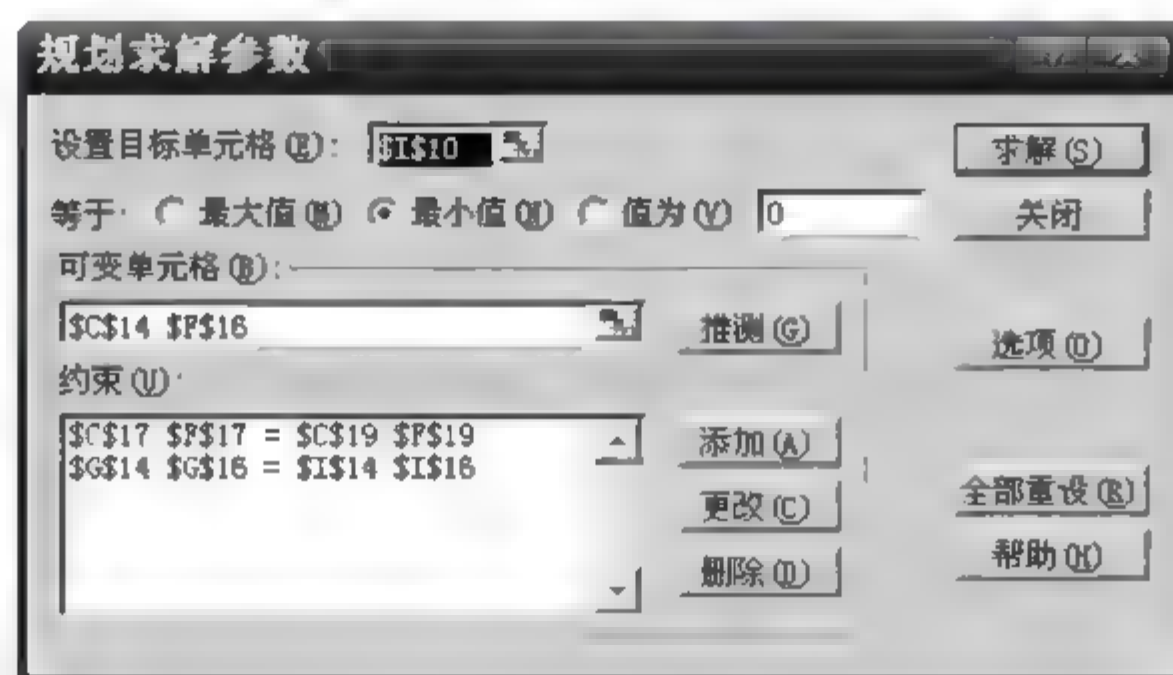 规划求解参数
设置目标单元格(E): $I$10 求解(S)
等于: 最大值(M) 最小值(N) 值为(V) 0 关闭
可变单元格(B):
$C$14 $F$16 推测(G) 选项(O)
约束(U)
$C$17 $F$17 = $C$19 $F$19 添加(A)
$G$14 $G$16 = $I$14 $I$16
更改(C) 全部重设(R)
删除(D) 帮助(H)